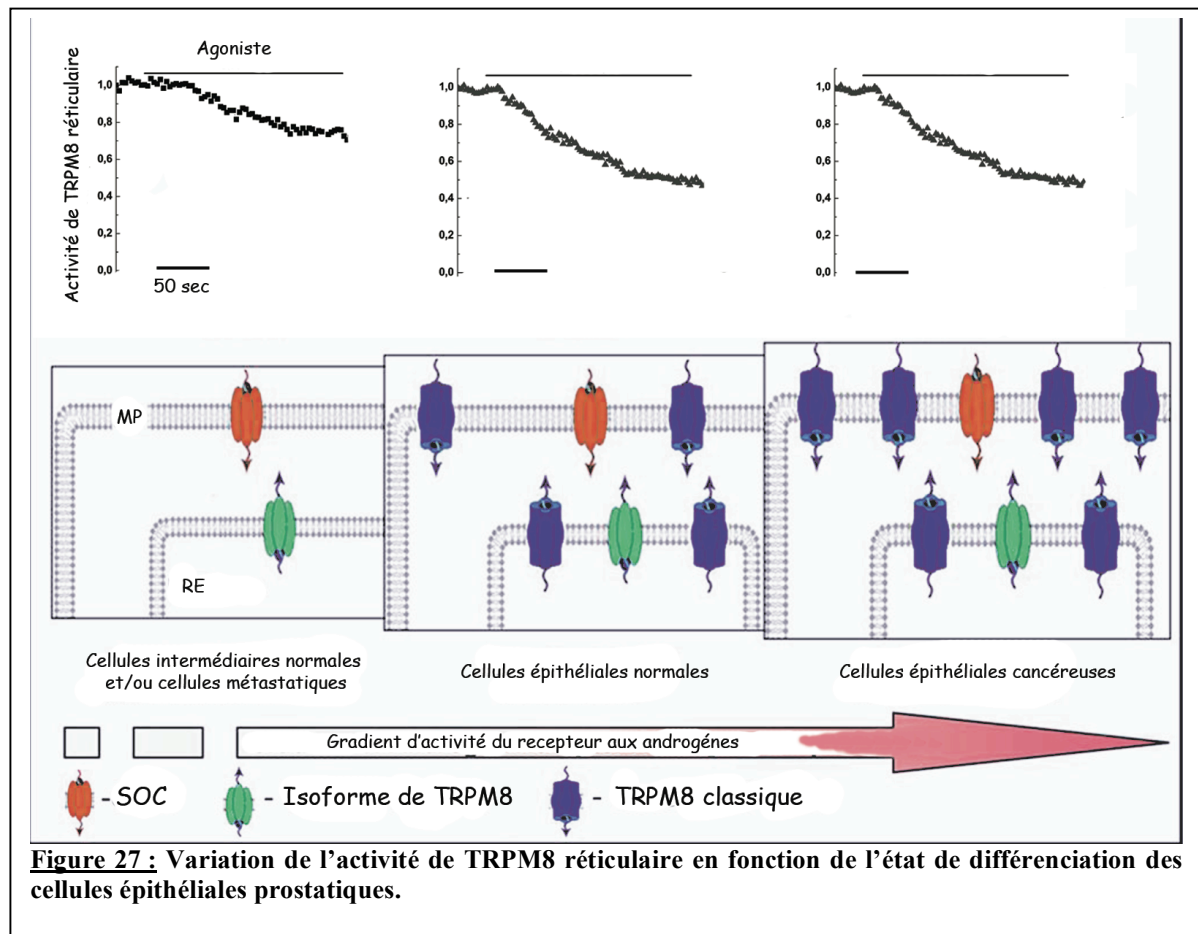 Agoniste
Activité de TRPM8 réticulaire
1,0
0,8
0,6
0,4
0,2
0,0
50 sec
1,0
0,8
0,6
0,4
0,2
0,0
1,0
0,8
0,6
0,4
0,2
0,0
MP
RE
Cellules intermédiaires normales
et/ou cellules métastatiques
Cellules épithéliales normales
Cellules épithéliales cancéreuses
Gradient d'activité du recepteur aux androgénes
- SOC
- Isoforme de TRPM8
- TRPM8 classique
Figure 27 : Variation de l'activité de TRPM8 réticulaire en fonction de l'état de différenciation des
cellules épithéliales prostatiques.